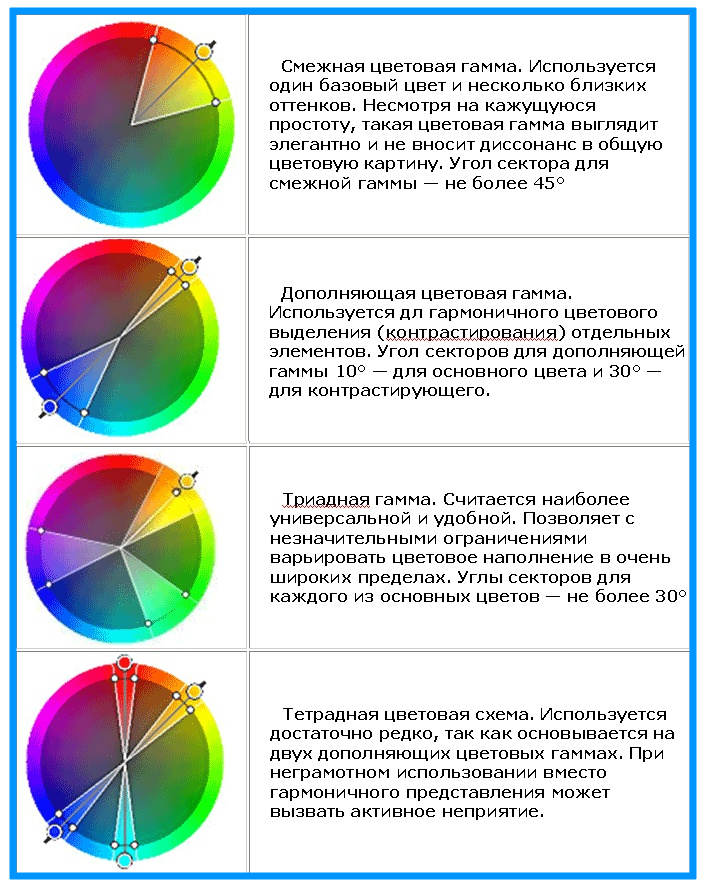 Смежная цветовая гамма. Используется
один базовый цвет и несколько близких
оттенков. Несмотря на кажущуюся
простоту, такая цветовая гамма выглядит
элегантно и не вносит диссонанс в общую
цветовую картину. Угол сектора для
смежной гаммы — не более 45°
Дополняющая цветовая гамма.
Используется дл гармоничного цветового
выделения (контрастирования) отдельных
элементов. Угол секторов для дополняющей
гаммы 10° — для основного цвета и 30° —
для контрастирующего.
Триадная гамма. Считается наиболее
универсальной и удобной. Позволяет с
незначительными ограничениями
варьировать цветовое наполнение в очень
широких пределах. Углы секторов для
каждого из основных цветов — не более 30°
Тетрадная цветовая схема. Используется
достаточно редко, так как основывается на
двух дополняющих цветовых гаммах. При
неграмотном использовании вместо
гармоничного представления может
вызвать активное неприятие.